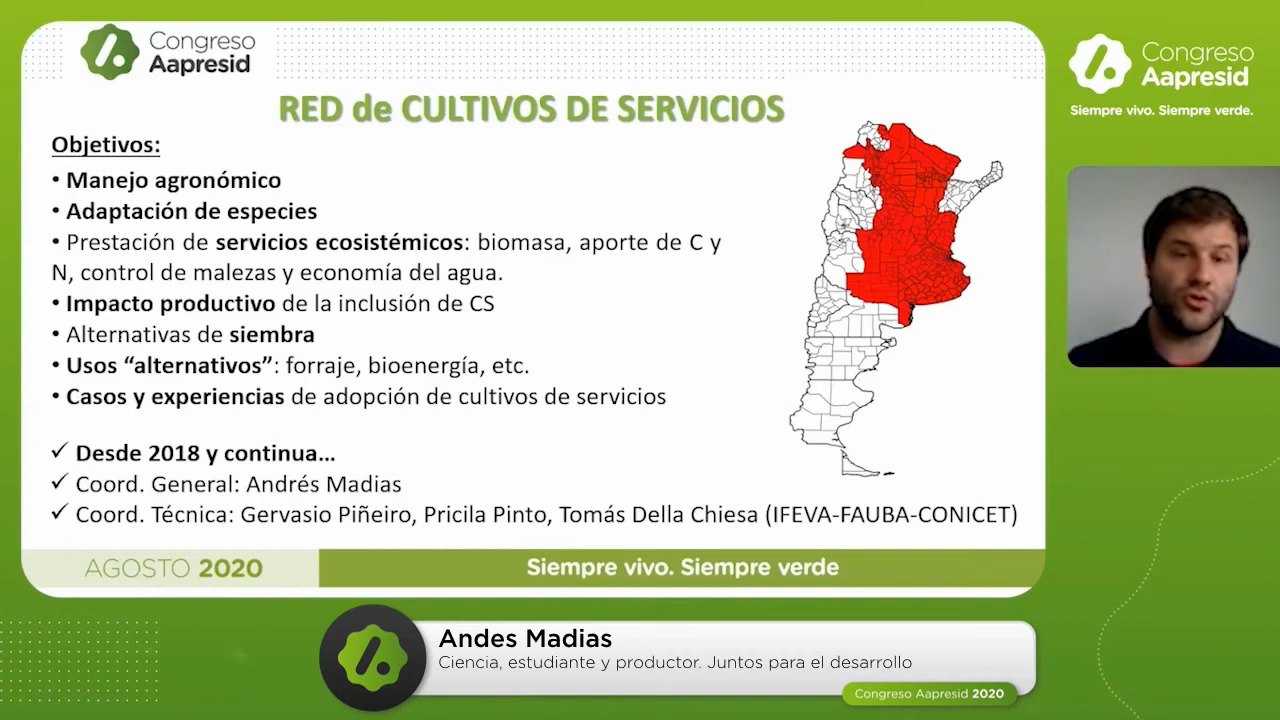 Congreso
Aapresid
Congreso
Aapresid
Siempre vivo. Siempre verde.
RED de CULTIVOS DE SERVICIOS
Objetivos:
• Manejo agronómico
• Adaptación de especies
• Prestación de servicios ecosistémicos: biomasa, aporte de C y
N, control de malezas y economía del agua.
• Impacto productivo de la inclusión de CS
• Alternativas de siembra
• Usos “alternativos”: forraje, bioenergía, etc.
• Casos y experiencias de adopción de cultivos de servicios
✓ Desde 2018 y continua…
✓ Coord. General: Andrés Madias
✓ Coord. Técnica: Gervasio Piñeiro, Pricila Pinto, Tomás Della Chiesa (IFEVA-FAUBA-CONICET)
AGOSTO 2020
Siempre vivo. Siempre verde
Andes Madias
Ciencia, estudiante y productor. Juntos para el desarrollo
Congreso Aapresid 2020